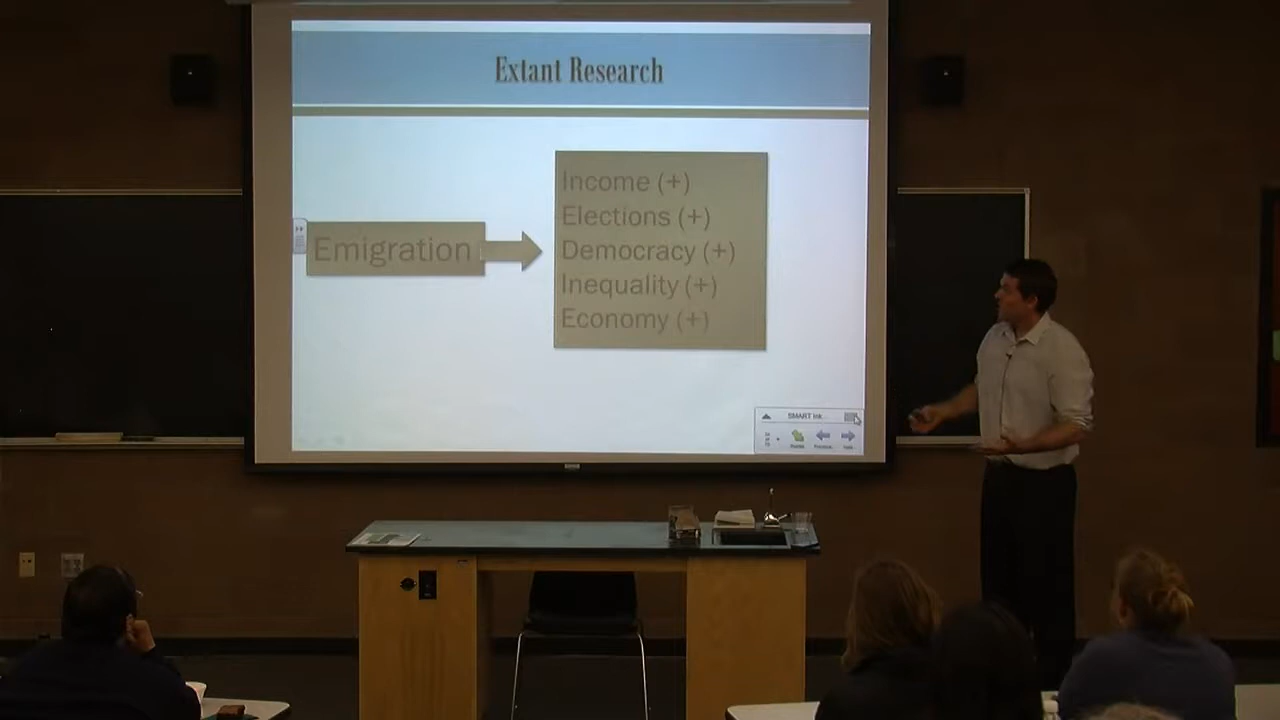 Extant Research
Emigration
Income (+)
Elections (+)
Democracy (+)
Inequality (+)
Economy (+)
SMART Ink